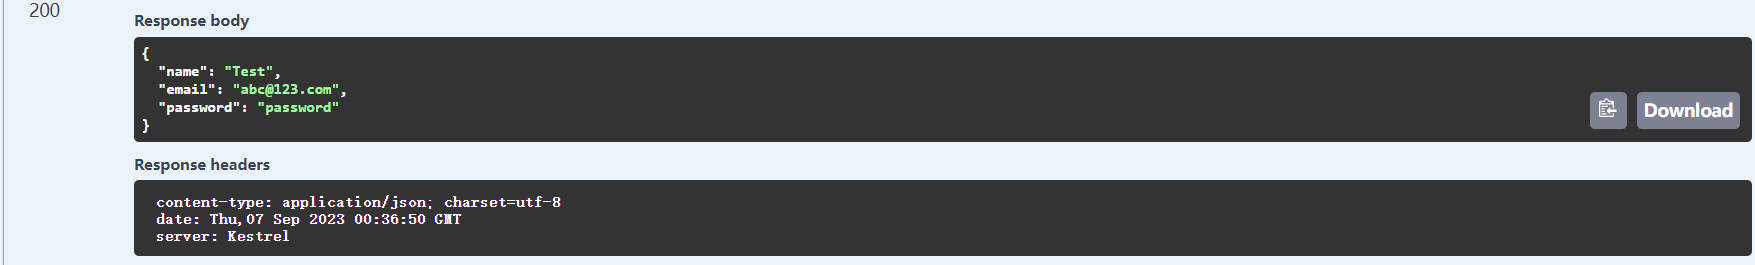 200
Response body
{
  "name": "Test",
  "email": "abc@123.com",
  "password": "password"
}
Download
Response headers
content-type: application/json; charset=utf-8
date: Thu,07 Sep 2023 00:36:50 GMT
server: Kestrel